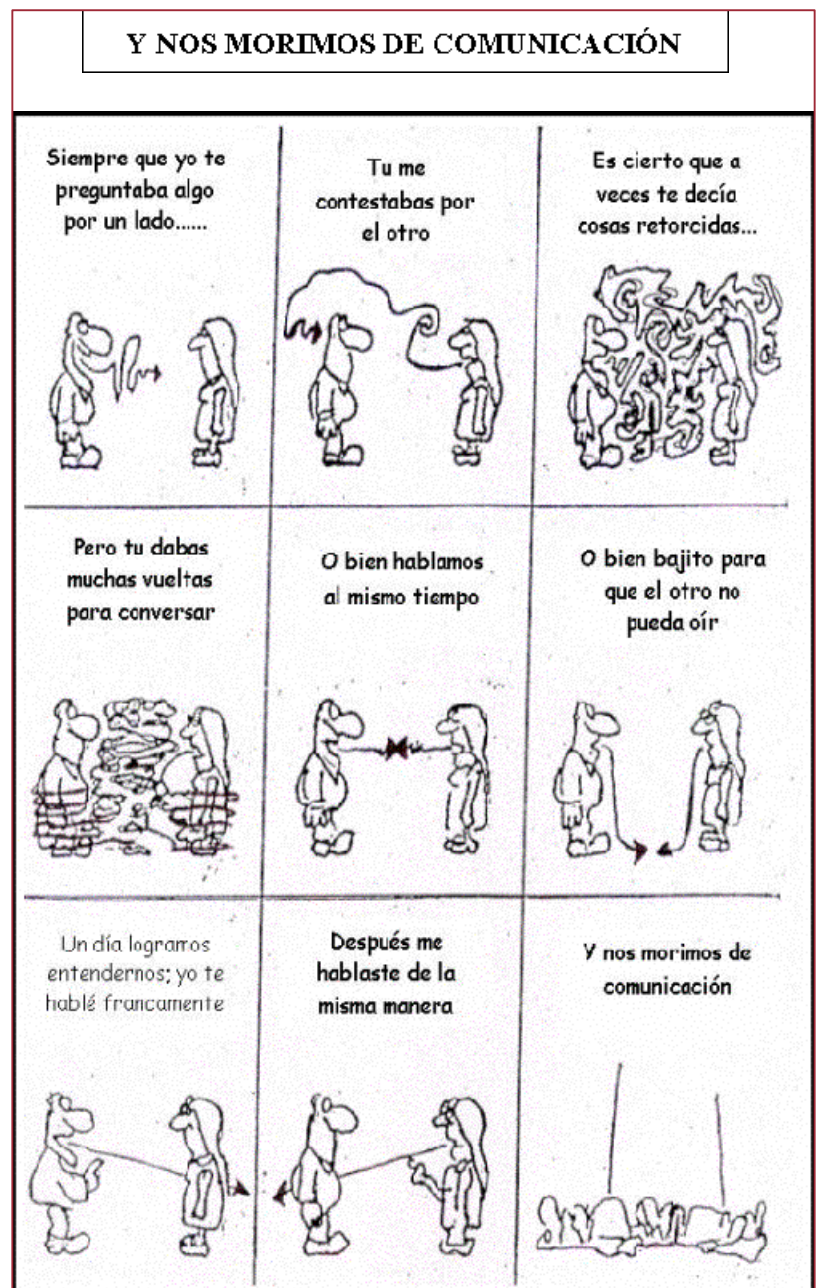 Y NOS MORIMOS DE COMUNICACIÓN
Siempre que yo te
preguntaba algo
por un lado......
Tu me
contestabas por
el otro
Es cierto que a
veces te decía
cosas retorcidas...
Pero tu dabas
muchas vueltas
para conversar
O bien hablamos
al mismo tiempo
O bien bajito para
que el otro no
pueda oír
Un día logramos
entendernos; yo te
hablé francamente
Después me
hablaste de la
misma manera
Y nos morimos de
comunicación